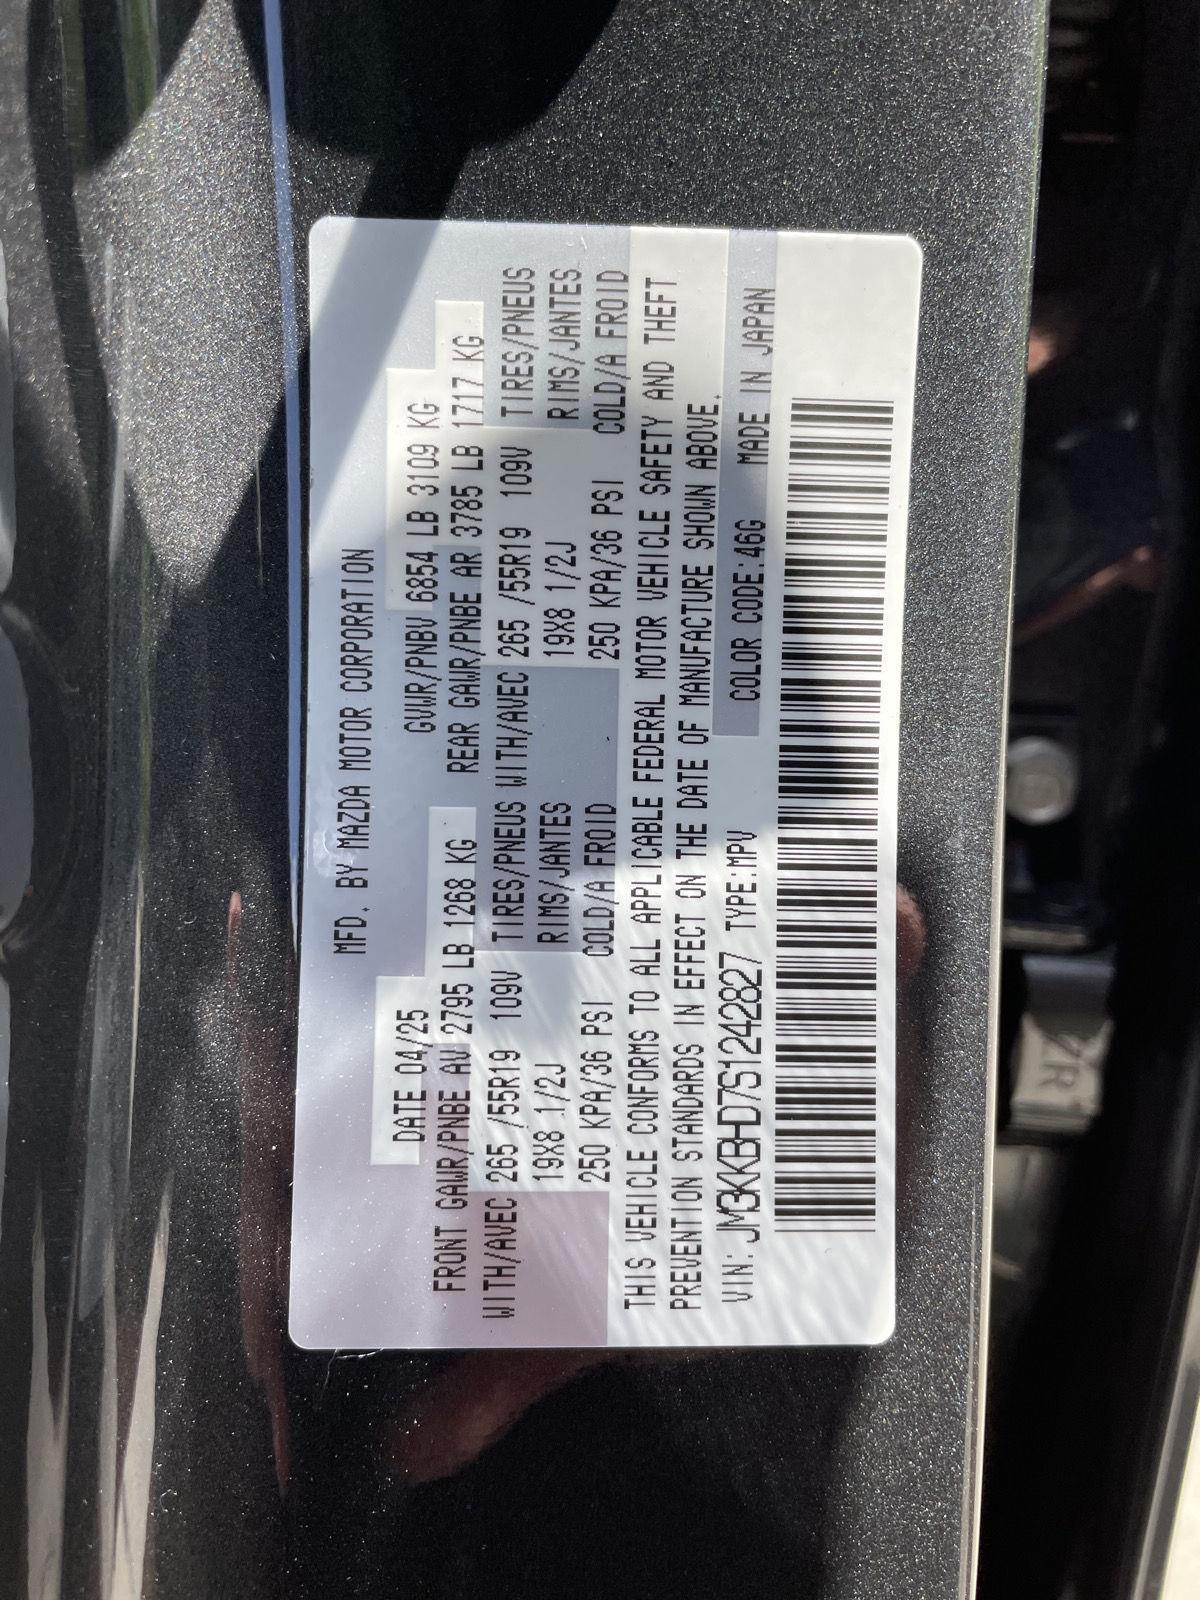 MFD. BY MAZDA MOTOR CORPORATION
DATE 04/25 GVWR/PNBV 6854 LB 3109 KG
FRONT GAWR/PNBE AV 2795 LB 1268 KG REAR GAWR/PNBE AR 3785 LB 1717 KG
WITH/AVEC 265 /55R19 109V TIRES/PNEUS WITH/AVEC 265 /55R19 109V TIRES/PNEUS
19X8 1/2J RIMS/JANTES 19X8 1/2J RIMS/JANTES
250 KPA/36 PSI COLD/A FROID 250 KPA/36 PSI COLD/A FROID
THIS VEHICLE CONFORMS TO ALL APPLICABLE FEDERAL MOTOR VEHICLE SAFETY AND THEFT
PREVENTION STANDARDS IN EFFECT ON THE DATE OF MANUFACTURE SHOWN ABOVE.
VIN: JM3KKBHD7S1242827 TYPE:MPV COLOR CODE:46G MADE IN JAPAN